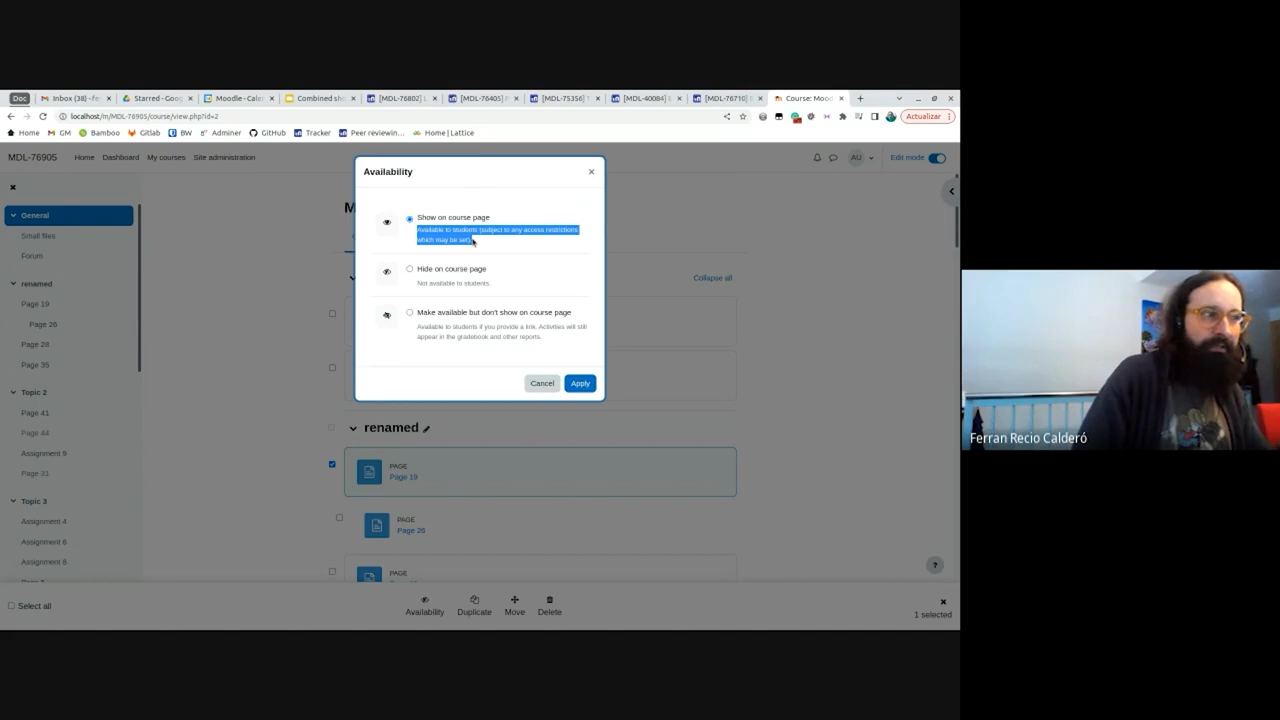 Doc
Inbox (38) - fe
Starred - Goog
Moodle - Caler
Combined sho
[MDL-76802] L
[MDL-76405] P
[MDL-75356] T
[MDL-40084] L
[MDL-76710] E
Course: Mood
localhost/m/MDL-76905/course/view.php?id=2
Actualizar
Home
GM
Bamboo
Gitlab
BW
Adminer
GitHub
Tracker
Peer reviewin…
Home | Lattice
MDL-76905
Home
Dashboard
My courses
Site administration
AU
Edit mode
General
Small files
Forum
renamed
Page 19
Page 26
Page 28
Page 35
Topic 2
Page 41
Page 44
Assignment 9
Page 31
Topic 3
Assignment 4
Assignment 6
Assignment 8
Availability
Show on course page
Available to students (subject to any access restrictions
which may be set).
Hide on course page
Not available to students.
Make available but don't show on course page
Available to students if you provide a link. Activities will still
appear in the gradebook and other reports.
Cancel
Apply
M
Collapse all
renamed
PAGE
Page 19
PAGE
Page 26
PAGE
Select all
Availability
Duplicate
Move
Delete
1 selected
Ferran Recio Calderó